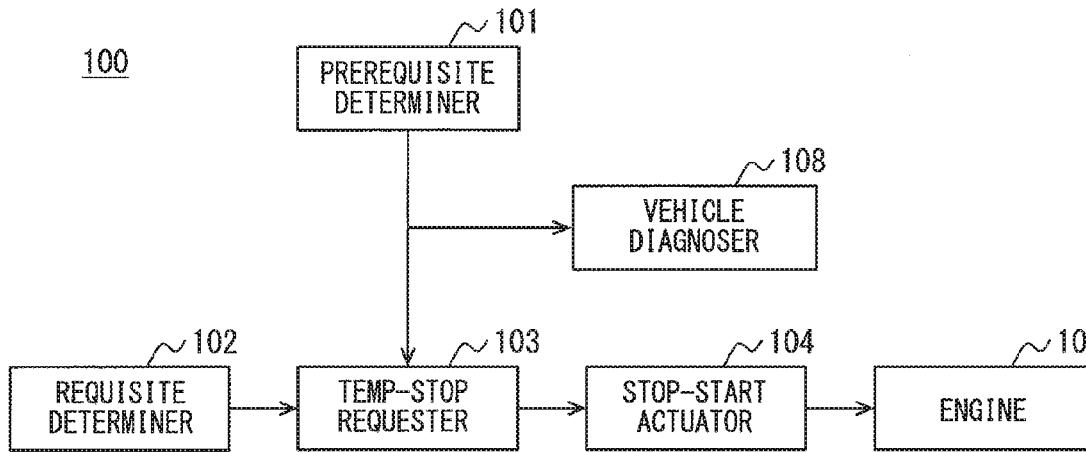 101
100
PREREQUISITE
DETERMINER
108
VEHICLE
DIAGNOSER
102
103
104
10
REQUISITE
DETERMINER
TEMP-STOP
REQUESTER
STOP-START
ACTUATOR
ENGINE